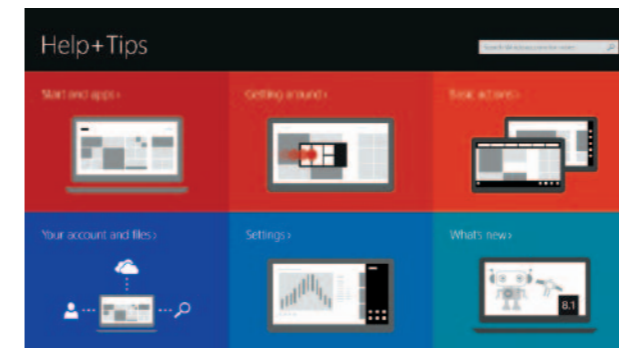 Help+Tips
Start and apps›
Getting around›
Basic actions›
Your account and files›
Settings›
What's new›
8.1